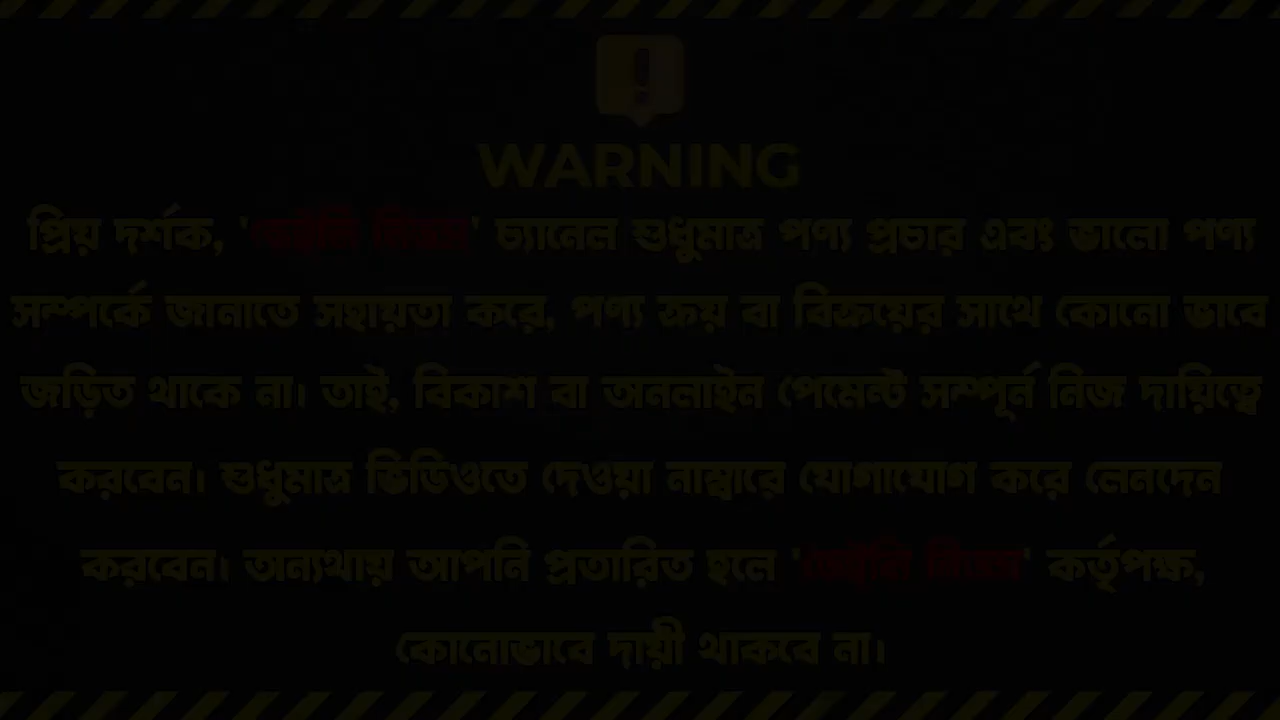 WARNING
প্রিয় দর্শক, ' ' চ্যানেল শুধুমাত্র পণ্য প্রচার এবং ভালো পণ্য
সম্পর্কে জানাতে সহায়তা করে, পণ্য ক্রয় বা বিক্রয়ের সাথে কোনো ভাবে
জড়িত থাকে না। তাই, বিকাশ বা অনলাইন পেমেন্ট সম্পূর্ন নিজ দায়িত্বে
করবেন। শুধুমাত্র ভিডিওতে দেওয়া নাম্বারে যোগাযোগ করে লেনদেন
করবেন। অন্যথায় আপনি প্রতারিত হলে ' ' কর্তৃপক্ষ,
কোনোভাবে দায়ী থাকবে না।